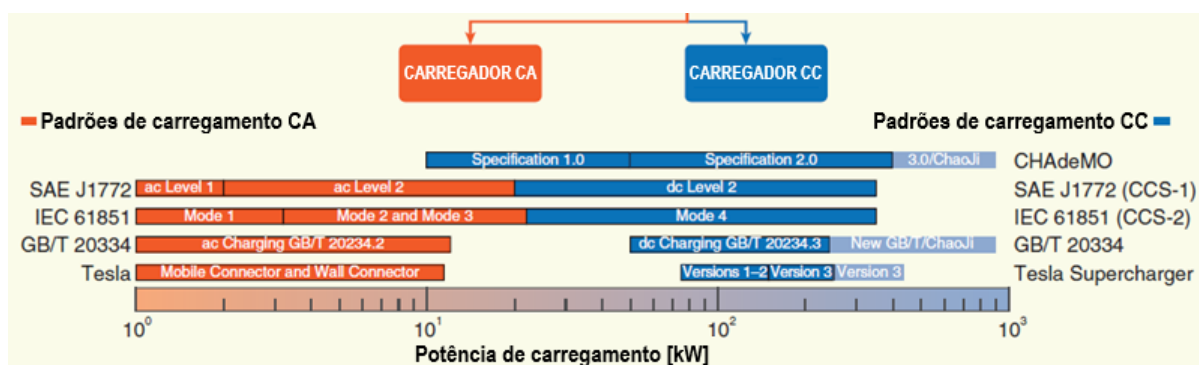 CARREGADOR CA
CARREGADOR CC
Padrões de carregamento CA
Padrões de carregamento CC
Specification 1.0
Specification 2.0
3.0/ChaoJi
CHAdeMO
SAE J1772
ac Level 1
ac Level 2
dc Level 2
SAE J1772 (CCS-1)
IEC 61851
Mode 1
Mode 2 and Mode 3
Mode 4
IEC 61851 (CCS-2)
GB/T 20334
ac Charging GB/T 20234.2
dc Charging GB/T 20234.3
New GB/T/ChaoJi
GB/T 20334
Tesla
Mobile Connector and Wall Connector
Versions 1–2
Version 3
Version 3
Tesla Supercharger
10⁰
10¹
10²
10³
Potência de carregamento [kW]